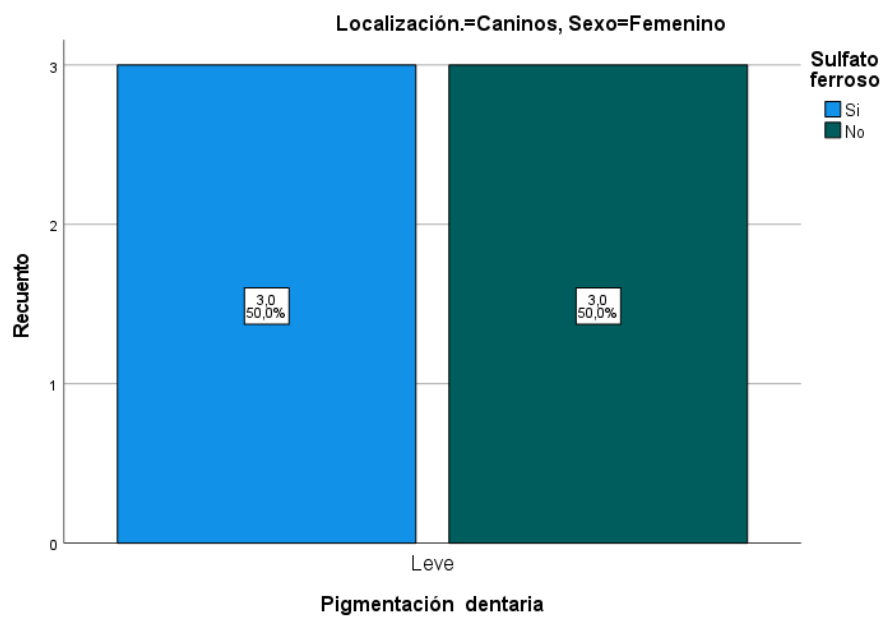 Localización.=Caninos, Sexo=Femenino
Sulfato
ferroso
Si
No
Recuento
3
2
1
0
3,0
50,0%
3,0
50,0%
Leve
Pigmentación dentaria